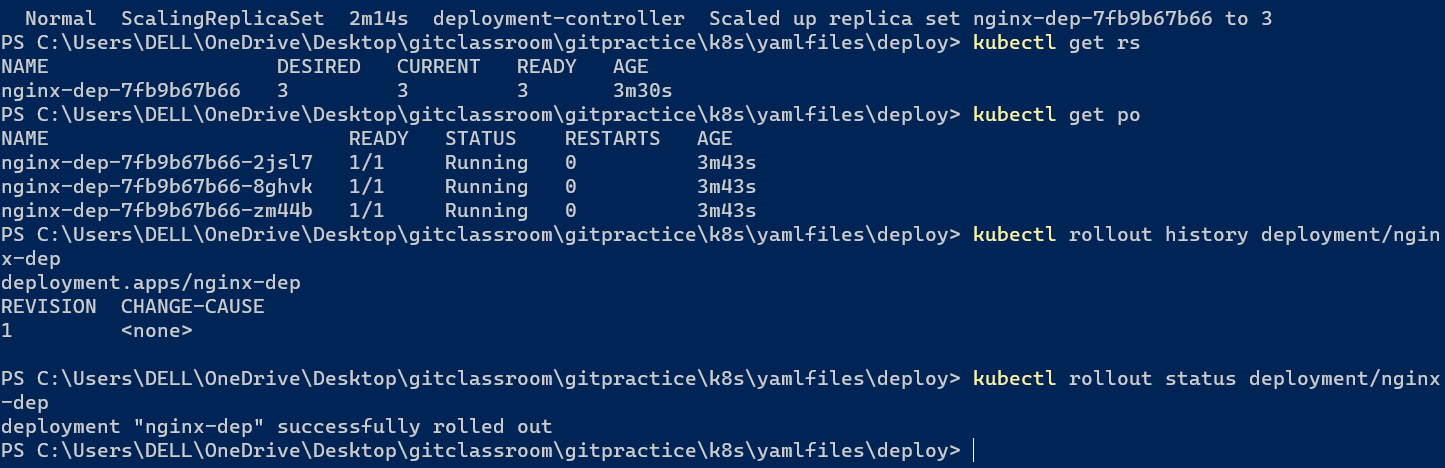 Normal  ScalingReplicaSet  2m14s  deployment-controller  Scaled up replica set nginx-dep-7fb9b67b66 to 3
PS C:\Users\DELL\OneDrive\Desktop\gitclassroom\gitpractice\k8s\yamlfiles\deploy> kubectl get rs
NAME                   DESIRED   CURRENT   READY   AGE
nginx-dep-7fb9b67b66   3         3         3       3m30s
PS C:\Users\DELL\OneDrive\Desktop\gitclassroom\gitpractice\k8s\yamlfiles\deploy> kubectl get po
NAME                         READY   STATUS    RESTARTS   AGE
nginx-dep-7fb9b67b66-2jsl7   1/1     Running   0          3m43s
nginx-dep-7fb9b67b66-8ghvk   1/1     Running   0          3m43s
nginx-dep-7fb9b67b66-zm44b   1/1     Running   0          3m43s
PS C:\Users\DELL\OneDrive\Desktop\gitclassroom\gitpractice\k8s\yamlfiles\deploy> kubectl rollout history deployment/ngin
x-dep
deployment.apps/nginx-dep
REVISION  CHANGE-CAUSE
1         <none>
PS C:\Users\DELL\OneDrive\Desktop\gitclassroom\gitpractice\k8s\yamlfiles\deploy> kubectl rollout status deployment/nginx
-dep
deployment "nginx-dep" successfully rolled out
PS C:\Users\DELL\OneDrive\Desktop\gitclassroom\gitpractice\k8s\yamlfiles\deploy>